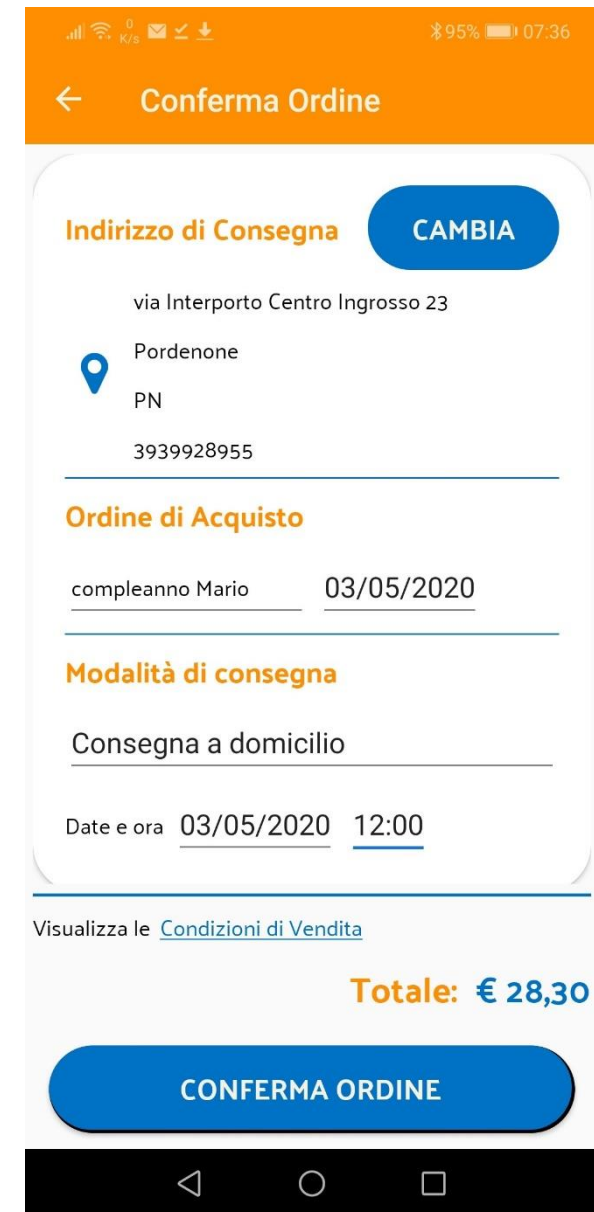 0 K/s 95% 07:36
Conferma Ordine
Indirizzo di Consegna CAMBIA
via Interporto Centro Ingrosso 23
Pordenone
PN
3939928955
Ordine di Acquisto
compleanno Mario 03/05/2020
Modalità di consegna
Consegna a domicilio
Date e ora 03/05/2020 12:00
Visualizza le Condizioni di Vendita
Totale: € 28,30
CONFERMA ORDINE